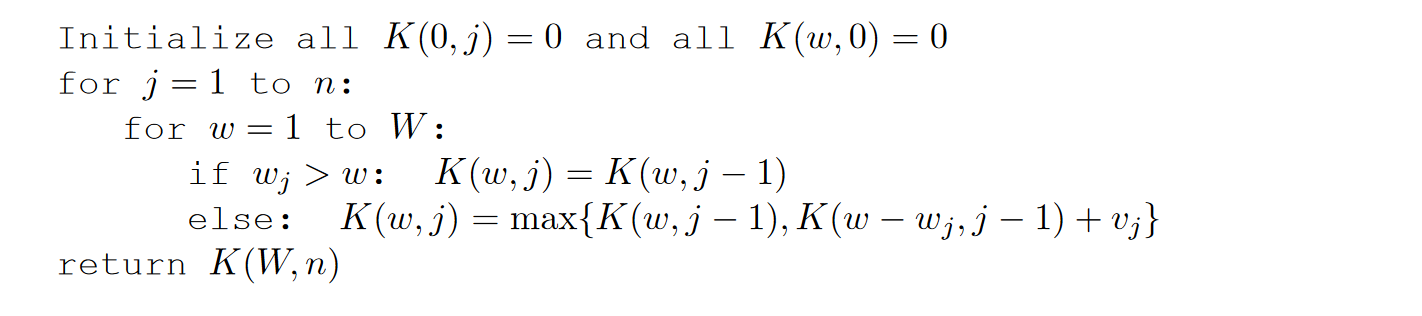 Initialize all K(0, j) = 0 and all K(w, 0) = 0
for j = 1 to n:
for w = 1 to W:
if w_j > w: K(w, j) = K(w, j − 1)
else: K(w, j) = max{K(w, j − 1), K(w − w_j, j − 1) + v_j}
return K(W, n)